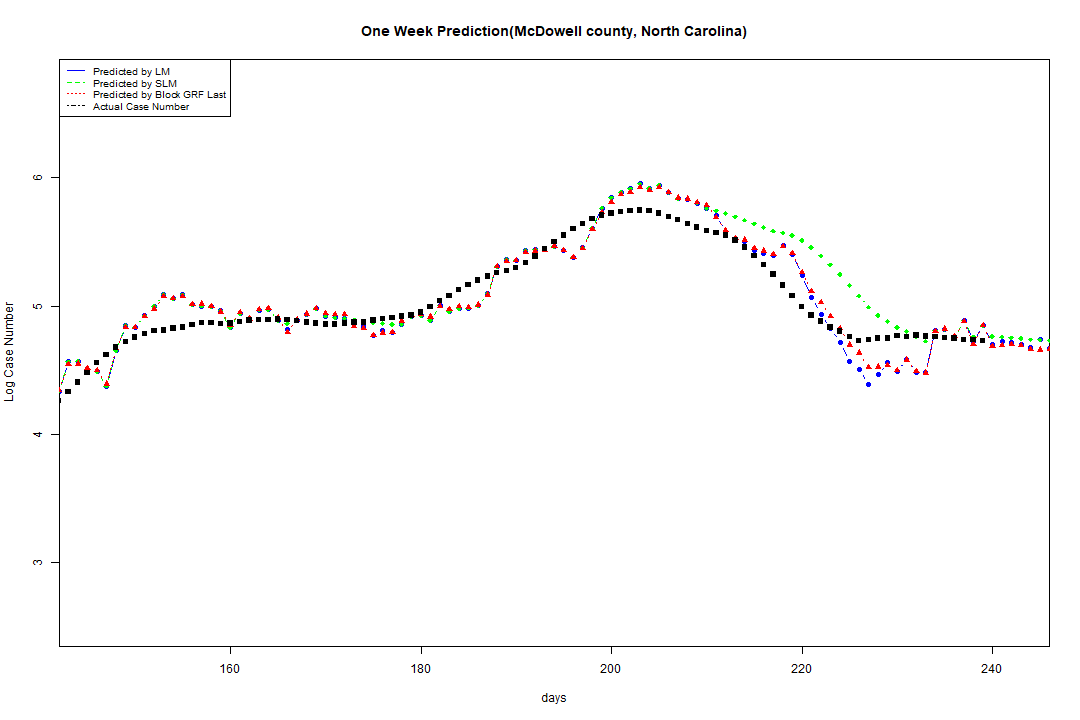 One Week Prediction(McDowell county, North Carolina)
Predicted by LM
Predicted by SLM
Predicted by Block GRF Last
Actual Case Number
Log Case Number
6
5
4
3
160 180 200 220 240
days